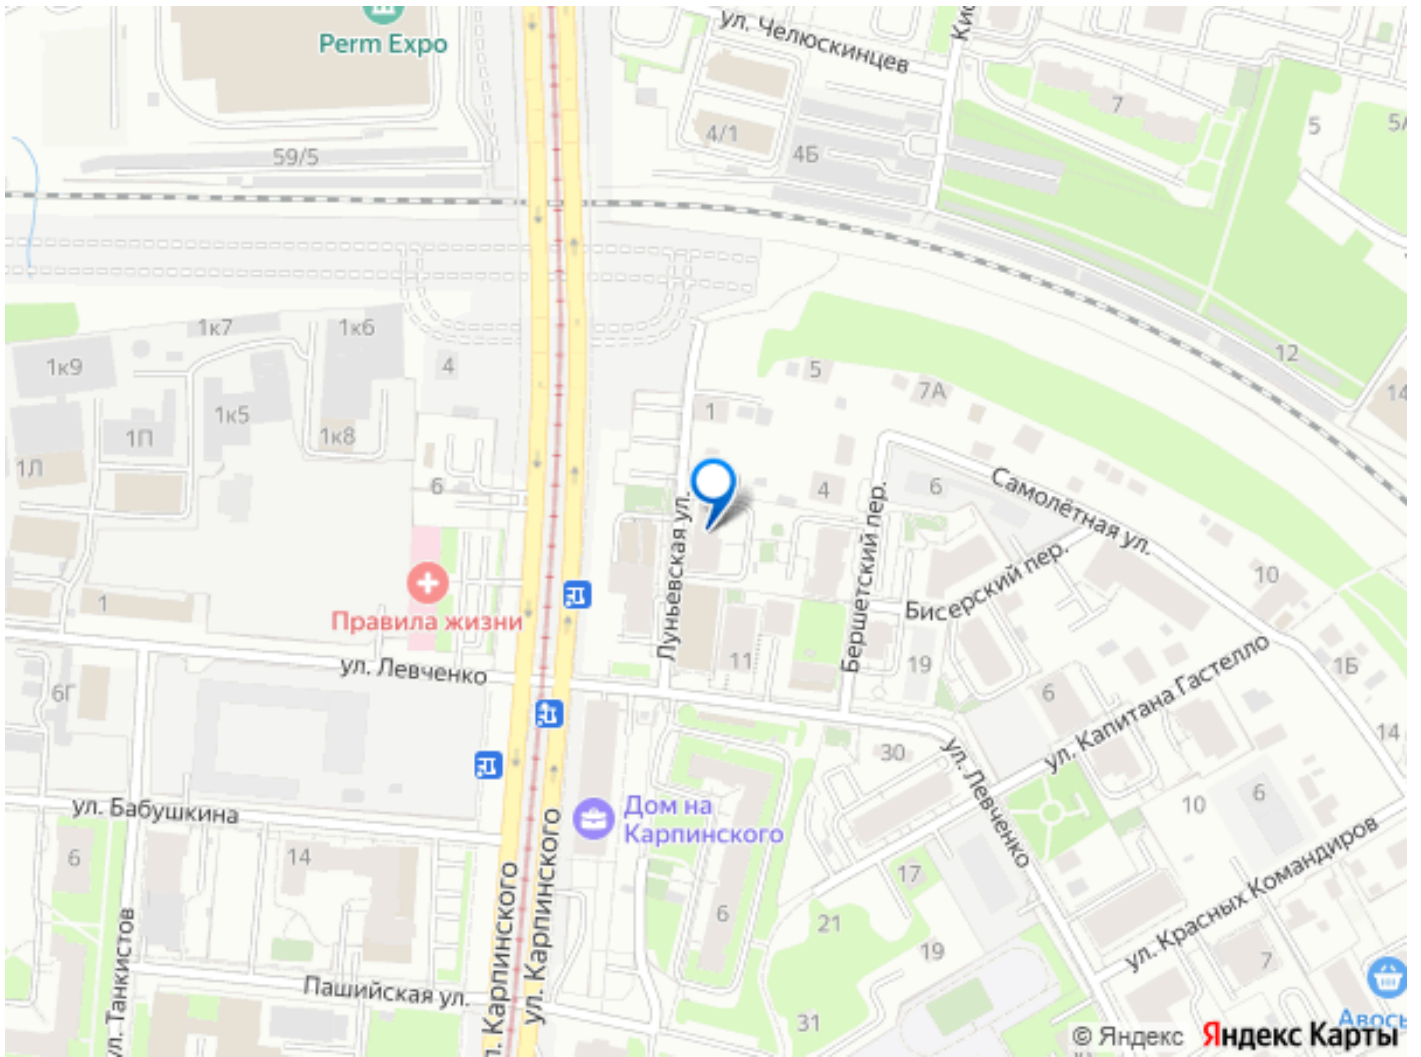 Perm Expo
ул. Челюскинцев
Кис
7
5
5А
4/1
4Б
59/5
1к7
1к6
1к9
4
1к5
1П
1к8
1Л
6
12
14
5
7А
1
4
6
Самолётная ул.
Луньевская ул.
Бершетский пер.
Бисерский пер.
10
Правила жизни
1
ул. Левченко
11
19
1Б
6Г
6
ул. Капитана Гастелло
14
30
ул. Левченко
ул. Бабушкина
Дом на
Карпинского
10
6
6
14
17
ул. Красных Командиров
ул. Карпинского
ул. Карпинского
ул. Танкистов
6
21
19
7
Пашийская ул.
31
Авось
© Яндекс Яндекс Карты